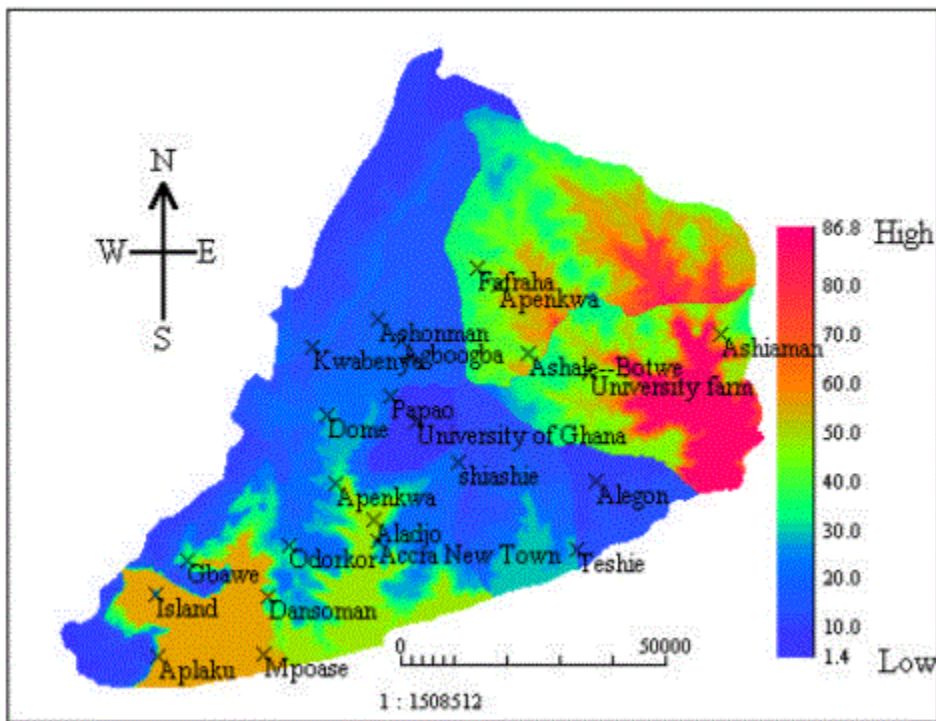 N
W E
S
86.8 High
80.0
70.0
60.0
50.0
40.0
30.0
20.0
10.0
1.4 Low
Fafraha
Apenkwa
Ashonman
Agboogba
Kwabenya
Ashiaman
Ashale--Botwe
University farm
Papao
Dome
University of Ghana
shiashie
Apenkwa
Alegon
Aladjo
Accra New Town
Odorkor
Teshie
Gbawe
Island
Dansoman
Aplaku
Mpoase
0 50000
1 : 1508512